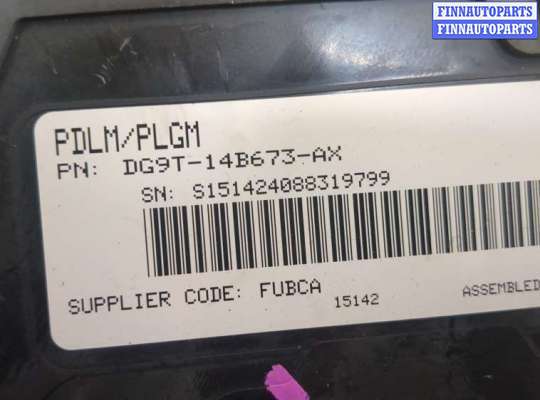 FINNAUTOPARTS
FINNAUTOPARTS
PDLM/PLGM
PN: DG9T-14B673-AX
SN: S151424088319799
SUPPLIER CODE: FUBCA
15142
ASSEMBLED